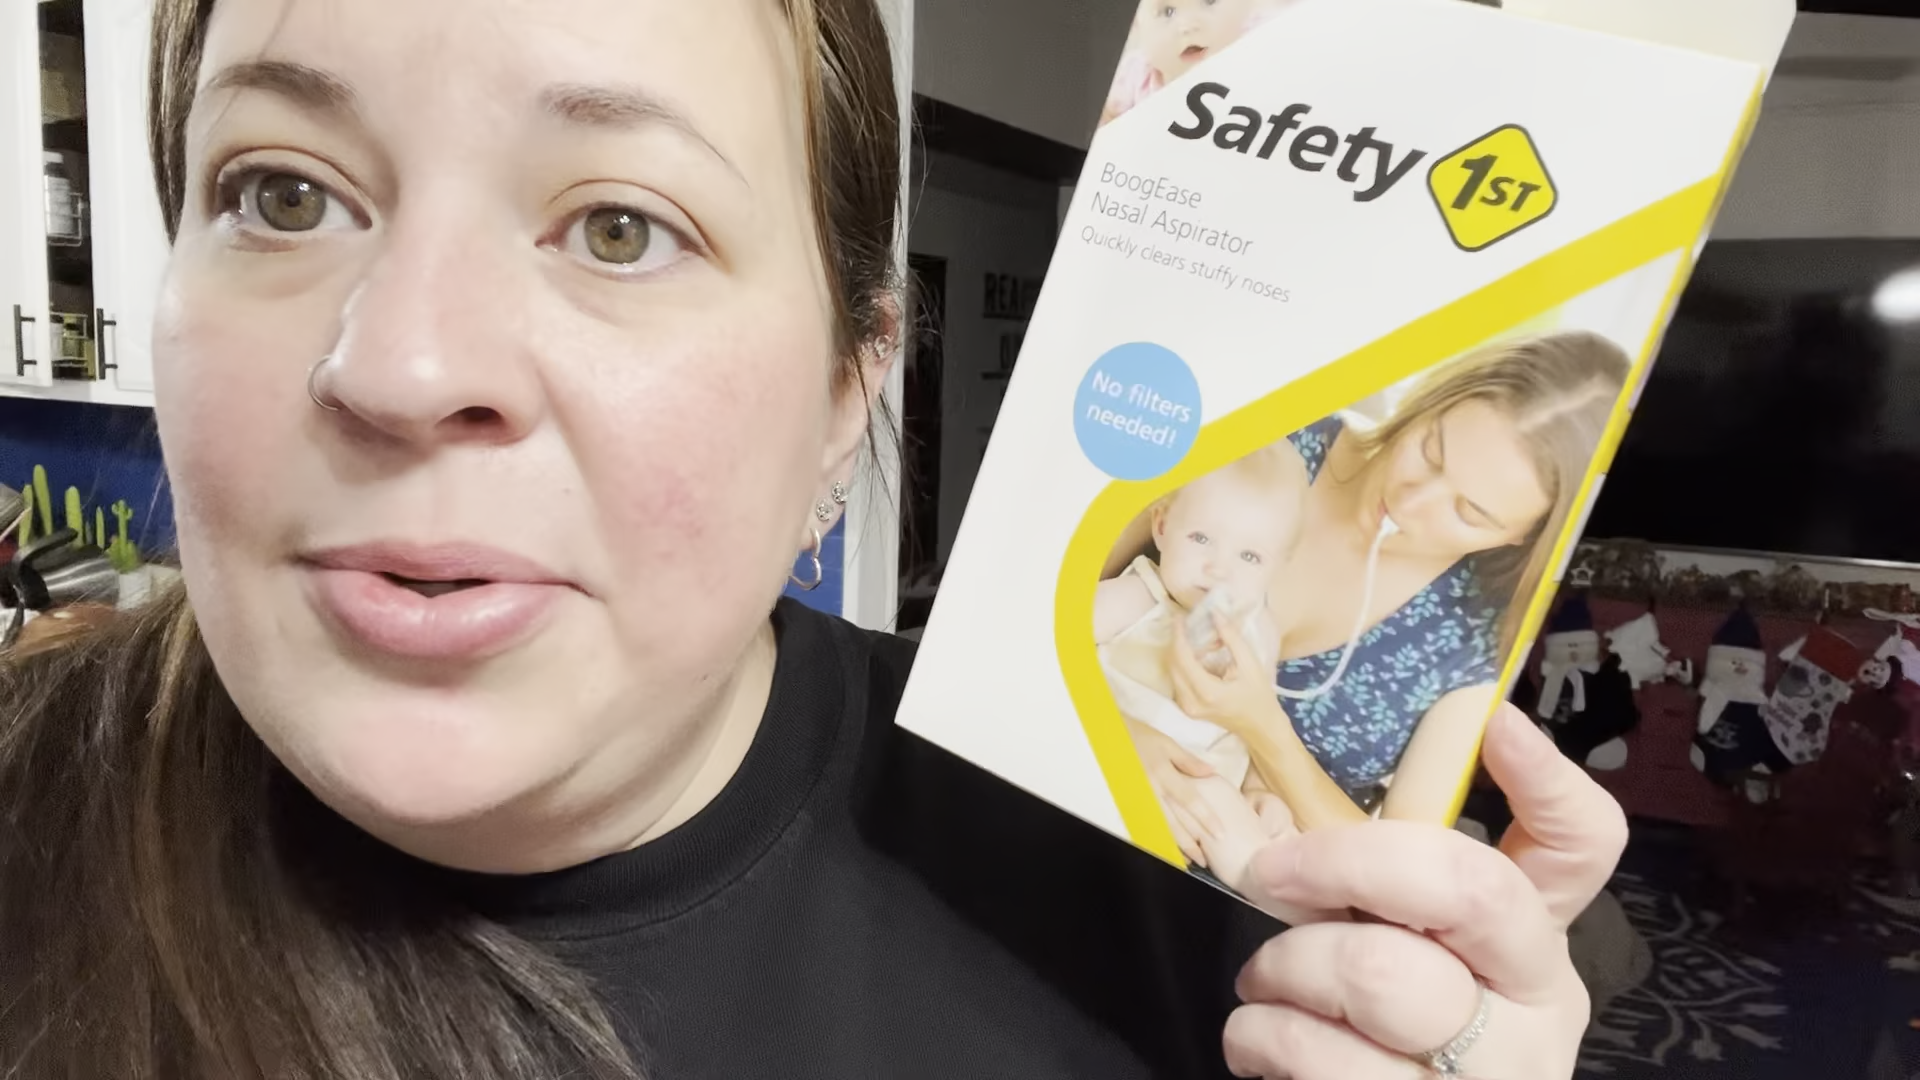 Safety 1ST
BoogEase
Nasal Aspirator
Quickly clears stuffy noses
No filters
needed!